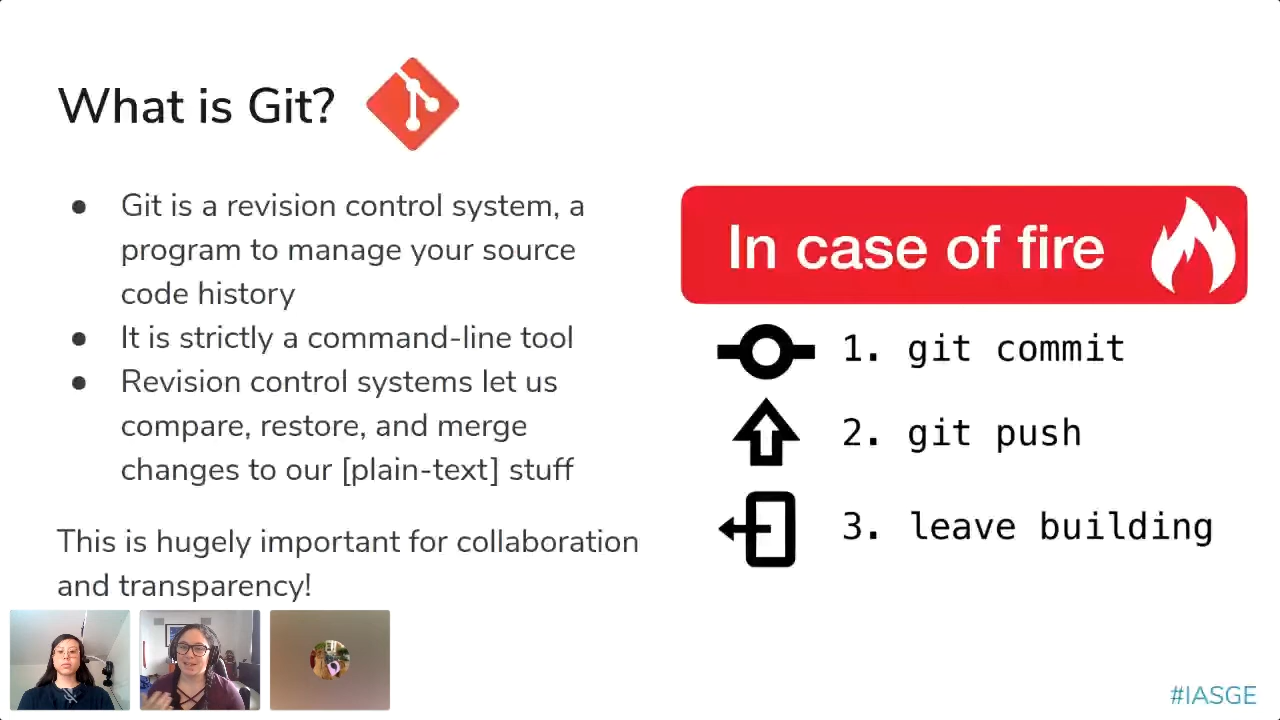 What is Git?
● Git is a revision control system, a
program to manage your source
code history
● It is strictly a command-line tool
● Revision control systems let us
compare, restore, and merge
changes to our [plain-text] stuff
This is hugely important for collaboration
and transparency!
In case of fire
1. git commit
2. git push
3. leave building
#IASGE